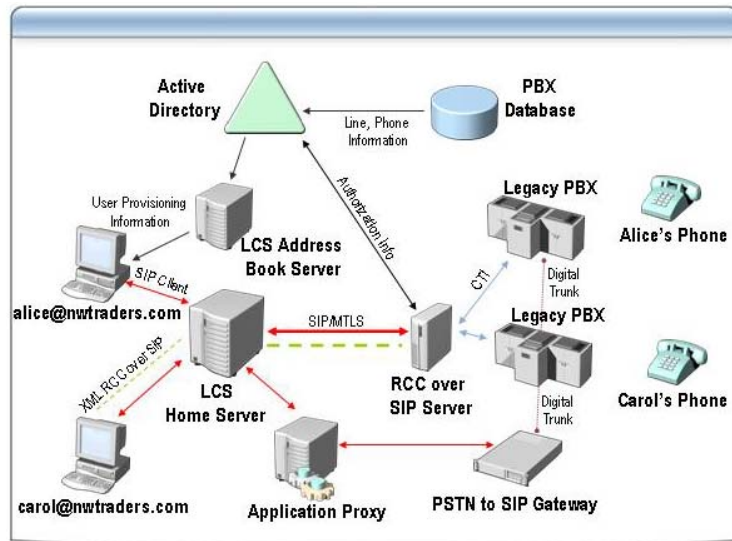 Active
Directory
PBX
Database
Line, Phone
Information
User Provisioning
Information
LCS Address
Book Server
Authorization Info
Legacy PBX
Alice's Phone
SIP Client
alice@nwtraders.com
CTI
Digital
Trunk
SIP/MTLS
Legacy PBX
XML RCC over SIP
LCS
Home Server
RCC over
SIP Server
Carol's Phone
Digital
Trunk
carol@nwtraders.com
Application Proxy
PSTN to SIP Gateway